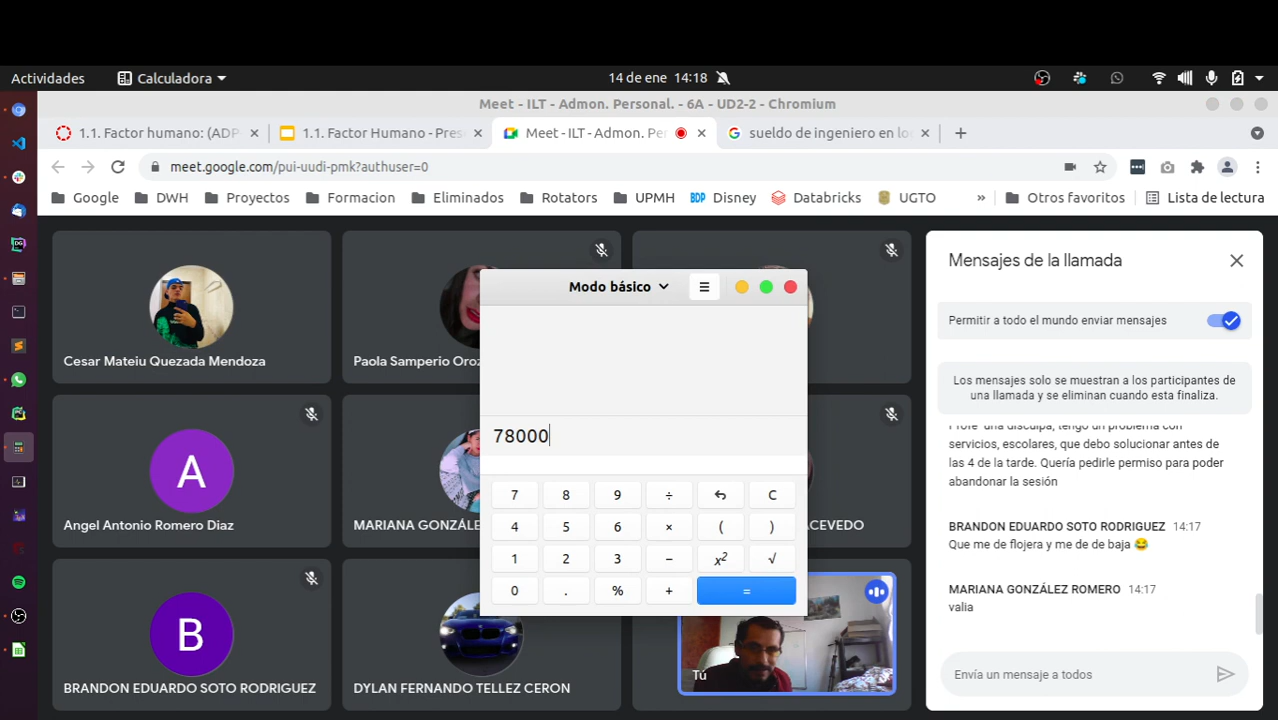 Actividades
Calculadora
14 de ene 14:18
Meet - ILT - Admon. Personal. - 6A - UD2-2 - Chromium
1.1. Factor humano: (ADP-
1.1. Factor Humano - Pres
Meet - ILT - Admon. Per
sueldo de ingeniero en lo
meet.google.com/pui-uudi-pmk?authuser=0
Google
DWH
Proyectos
Formacion
Eliminados
Rotators
UPMH
BDP Disney
Databricks
UGTO
»
Otros favoritos
Lista de lectura
Cesar Mateiu Quezada Mendoza
Paola Samperio Oroz
A
Angel Antonio Romero Diaz
MARIANA GONZÁLE
ACEVEDO
B
BRANDON EDUARDO SOTO RODRIGUEZ
DYLAN FERNANDO TELLEZ CERON
Tú
Modo básico
78000
7 8 9 ÷ C
4 5 6 × ( )
1 2 3 − x² √
0 . % + =
Mensajes de la llamada
Permitir a todo el mundo enviar mensajes
Los mensajes solo se muestran a los participantes de
una llamada y se eliminan cuando esta finaliza.
Profe una disculpa, tengo un problema con
servicios, escolares, que debo solucionar antes de
las 4 de la tarde. Quería pedirle permiso para poder
abandonar la sesión
BRANDON EDUARDO SOTO RODRIGUEZ 14:17
Que me de flojera y me de de baja 😂
MARIANA GONZÁLEZ ROMERO 14:17
valia
Envía un mensaje a todos